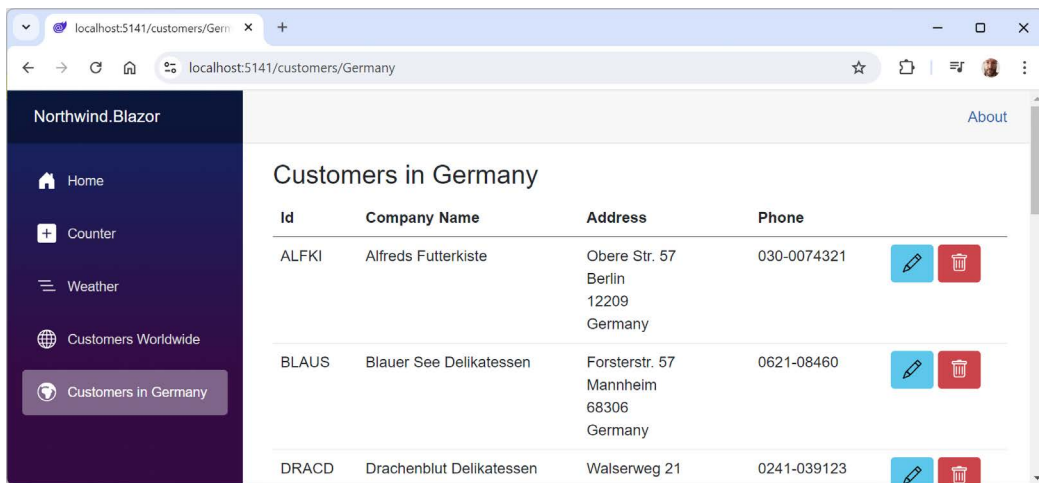 localhost:5141/customers/Germ
localhost:5141/customers/Germany
Northwind.Blazor
About
Home
Counter
Weather
Customers Worldwide
Customers in Germany
Customers in Germany
Id Company Name Address Phone
ALFKI Alfreds Futterkiste Obere Str. 57 030-0074321
Berlin
12209
Germany
BLAUS Blauer See Delikatessen Forsterstr. 57 0621-08460
Mannheim
68306
Germany
DRACD Drachenblut Delikatessen Walserweg 21 0241-039123